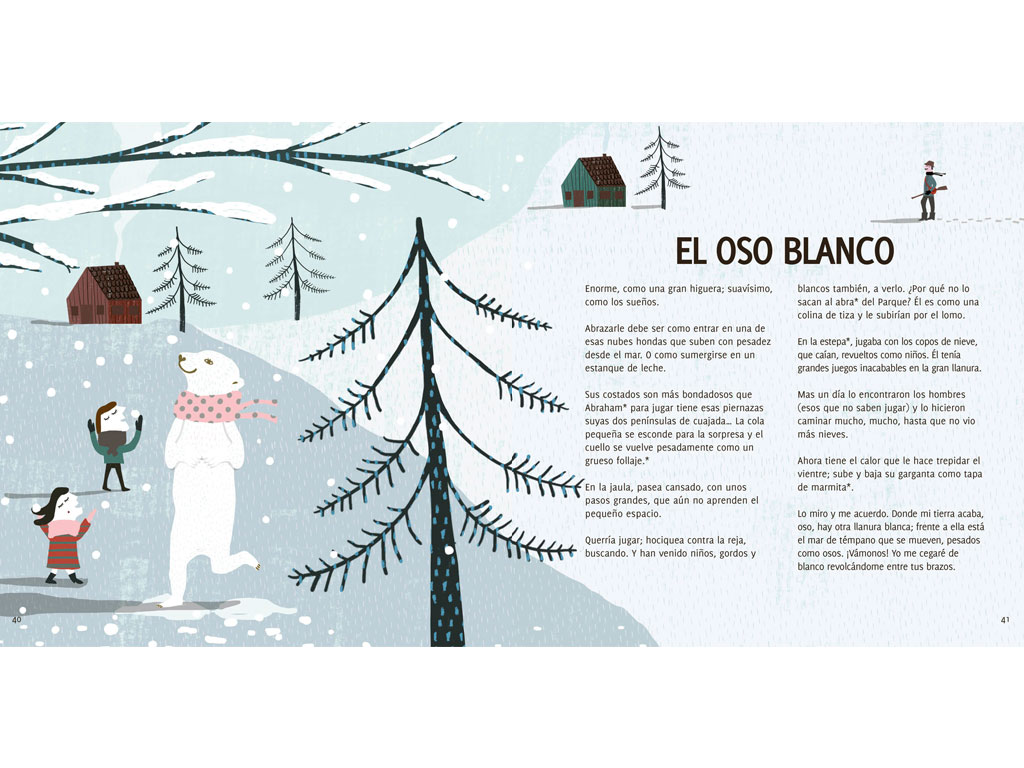 EL OSO BLANCO
Enorme, como una gran higuera; suavísimo,
como los sueños.
Abrazarle debe ser como entrar en una de
esas nubes hondas que suben con pesadez
desde el mar. O como sumergirse en un
estanque de leche.
Sus costados son más bondadosos que
Abraham* para jugar tiene esas piernazas
suyas dos penínsulas de cuajada... La cola
pequeña se esconde para la sorpresa y el
cuello se vuelve pesadamente como un
grueso follaje.*
En la jaula, pasea cansado, con unos
pasos grandes, que aún no aprenden el
pequeño espacio.
Querría jugar; hociquea contra la reja,
buscando. Y han venido niños, gordos y
blancos también, a verlo. ¿Por qué no lo
sacan al abra* del Parque? Él es como una
colina de tiza y le subirían por el lomo.
En la estepa*, jugaba con los copos de nieve,
que caían, revueltos como niños. Él tenía
grandes juegos inacabables en la gran llanura.
Mas un día lo encontraron los hombres
(esos que no saben jugar) y lo hicieron
caminar mucho, mucho, hasta que no vio
más nieves.
Ahora tiene el calor que le hace trepidar el
vientre; sube y baja su garganta como tapa
de marmita*.
Lo miro y me acuerdo. Donde mi tierra acaba,
oso, hay otra llanura blanca; frente a ella está
el mar de témpano que se mueven, pesados
como osos. ¡Vámonos! Yo me cegaré de
blanco revolcándome entre tus brazos.
40
41